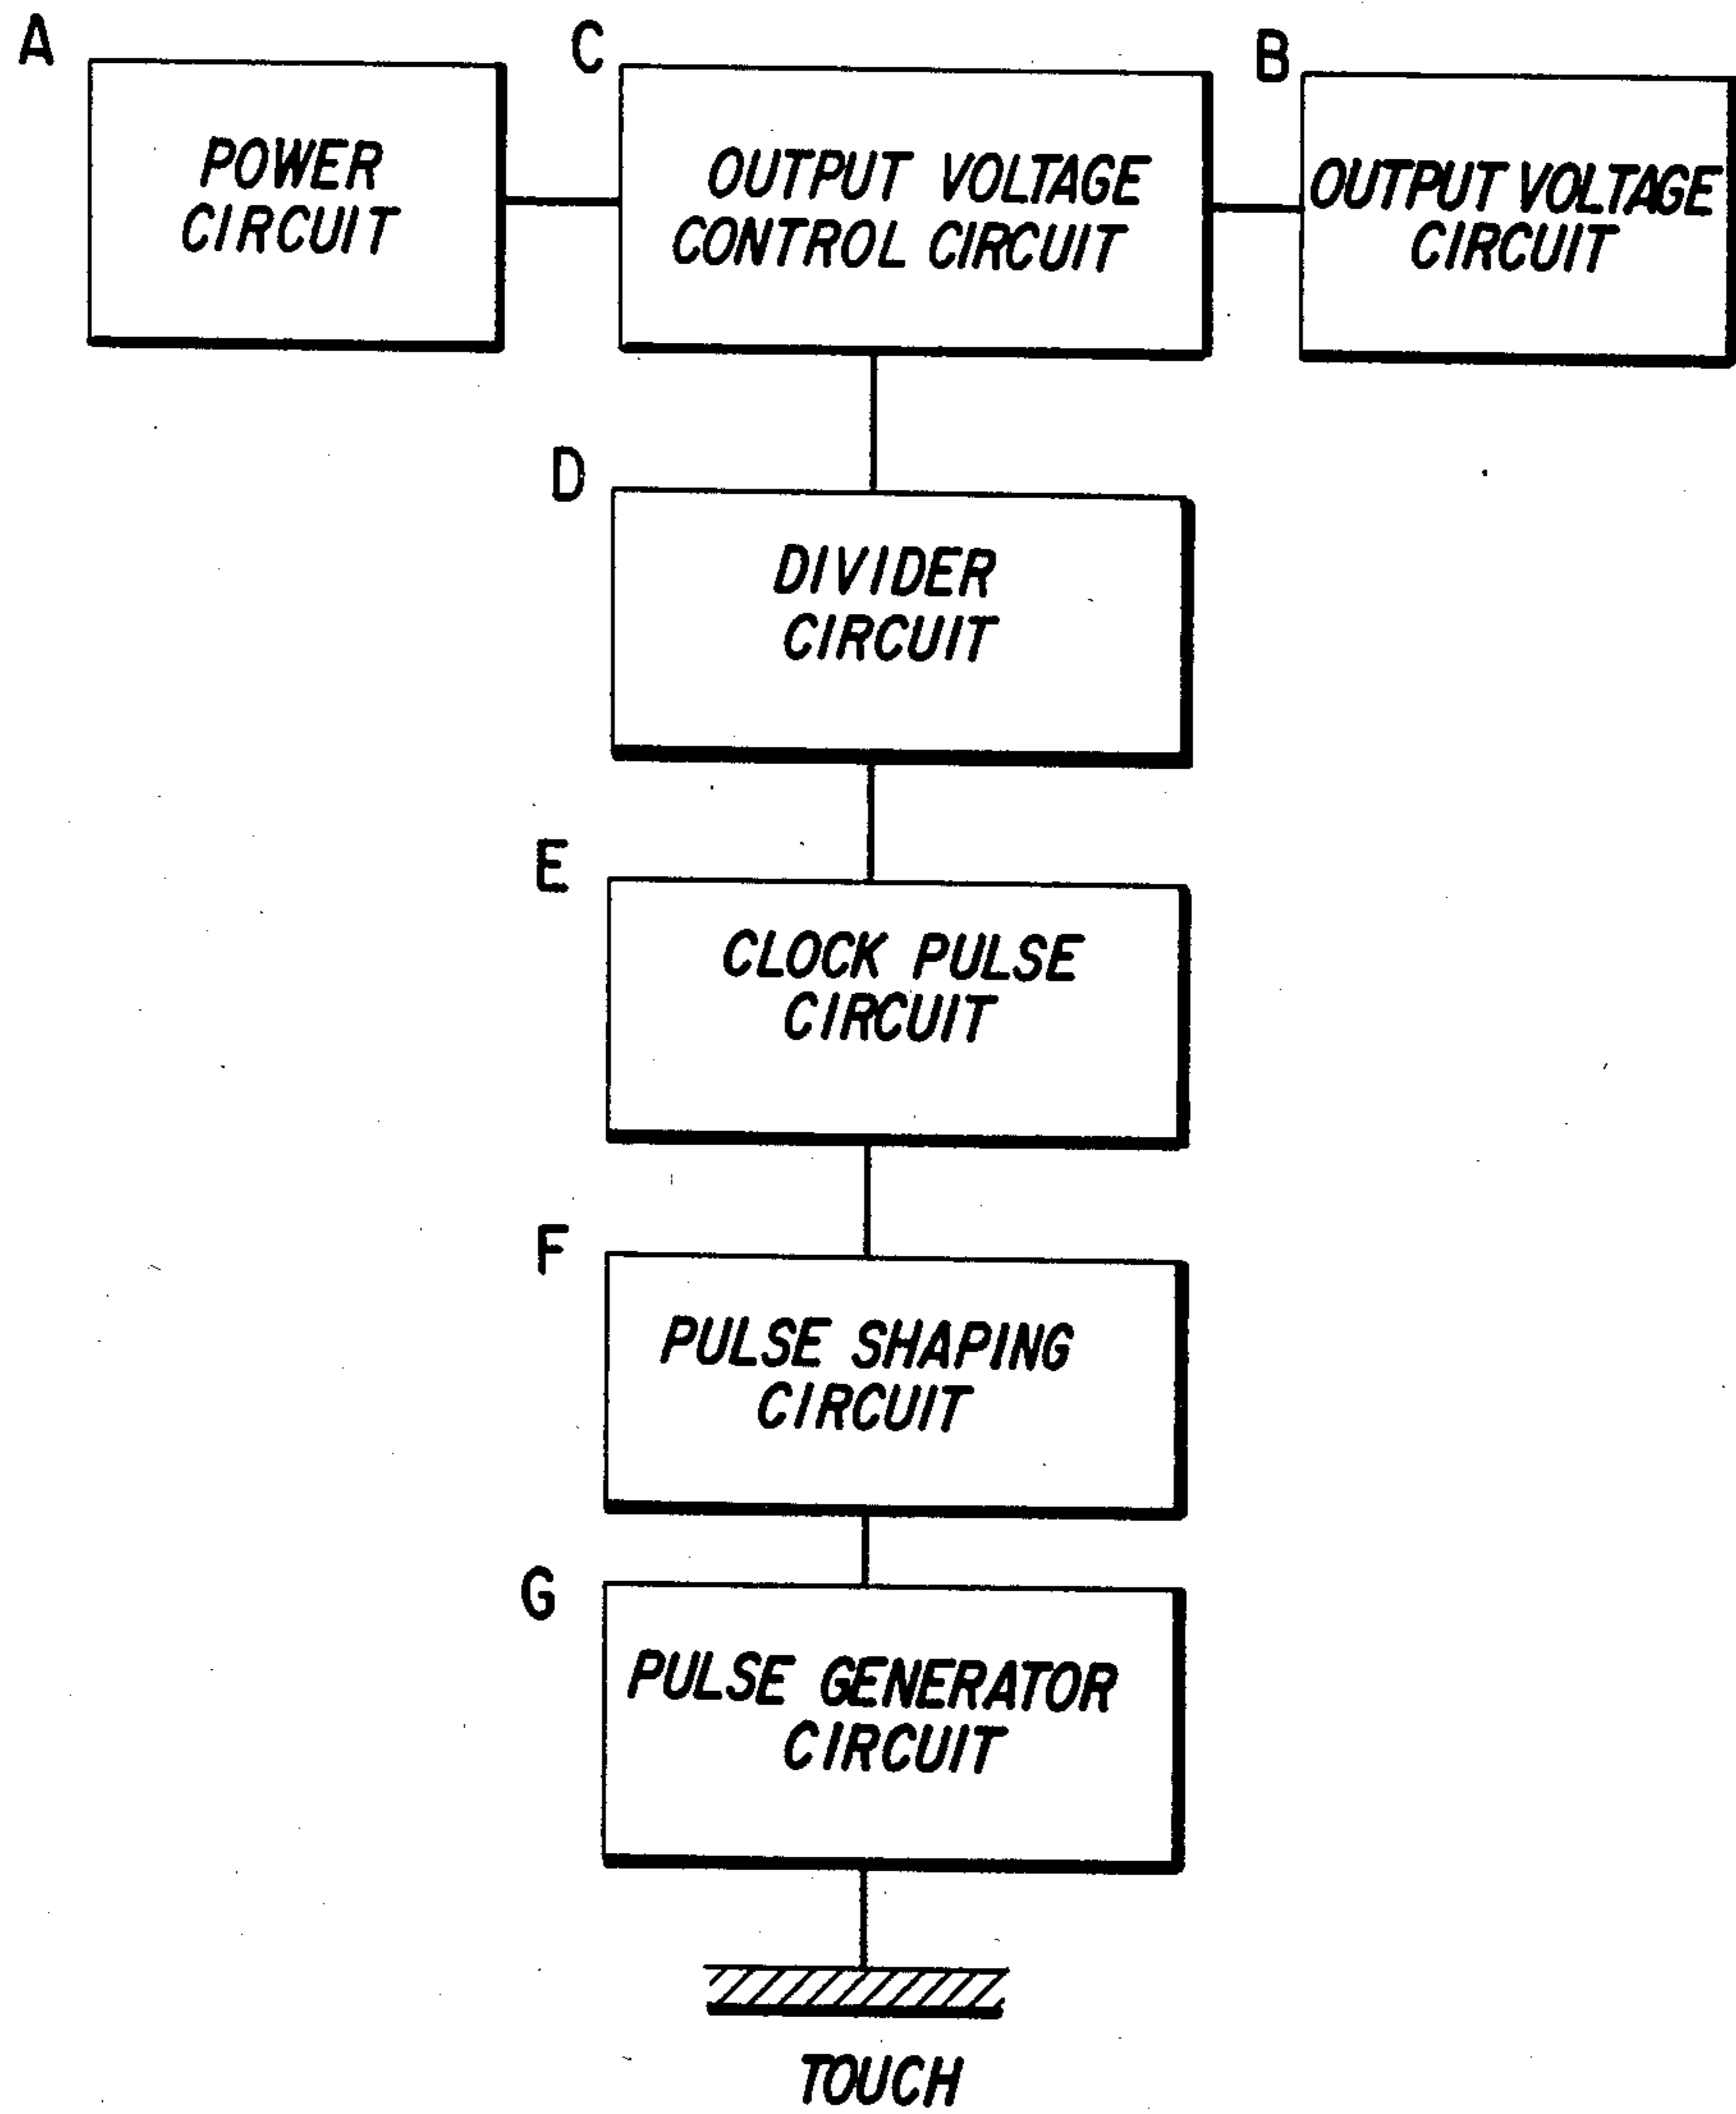 A
POWER
CIRCUIT
C
OUTPUT VOLTAGE
CONTROL CIRCUIT
B
OUTPUT VOLTAGE
CIRCUIT
D
DIVIDER
CIRCUIT
E
CLOCK PULSE
CIRCUIT
F
PULSE SHAPING
CIRCUIT
G
PULSE GENERATOR
CIRCUIT
TOUCH